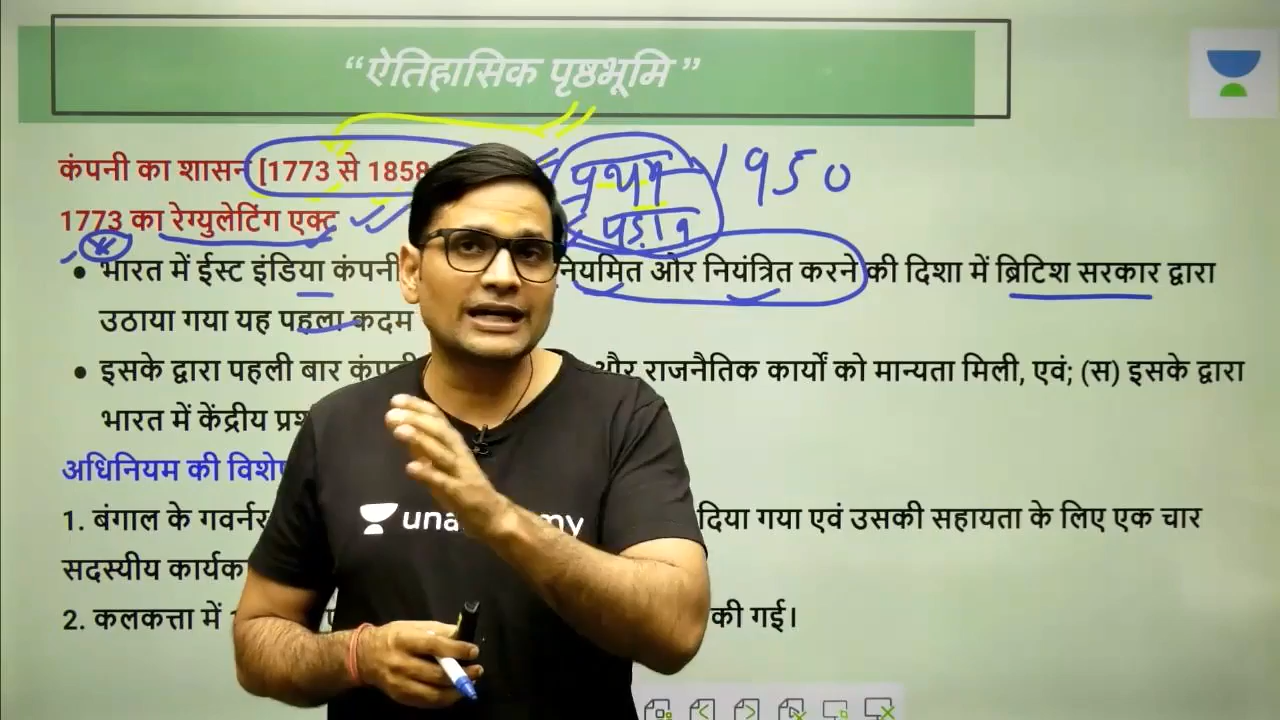 “ऐतिहासिक पृष्ठभूमि”
कंपनी का शासन [1773 से 1858
प्रथम पड़ाव
1950
1773 का रेग्युलेटिंग एक्ट
• भारत में ईस्ट इंडिया कंपनी नियमित और नियंत्रित करने की दिशा में ब्रिटिश सरकार द्वारा
उठाया गया यह पहला कदम
• इसके द्वारा पहली बार और राजनैतिक कार्यों को मान्यता मिली, एवं; (स) इसके द्वारा
भारत में केंद्रीय
अधिनियम की
1. बंगाल के गवर्नर दिया गया एवं उसकी सहायता के लिए एक चार
सदस्यीय
2. कलकत्ता में की गई।